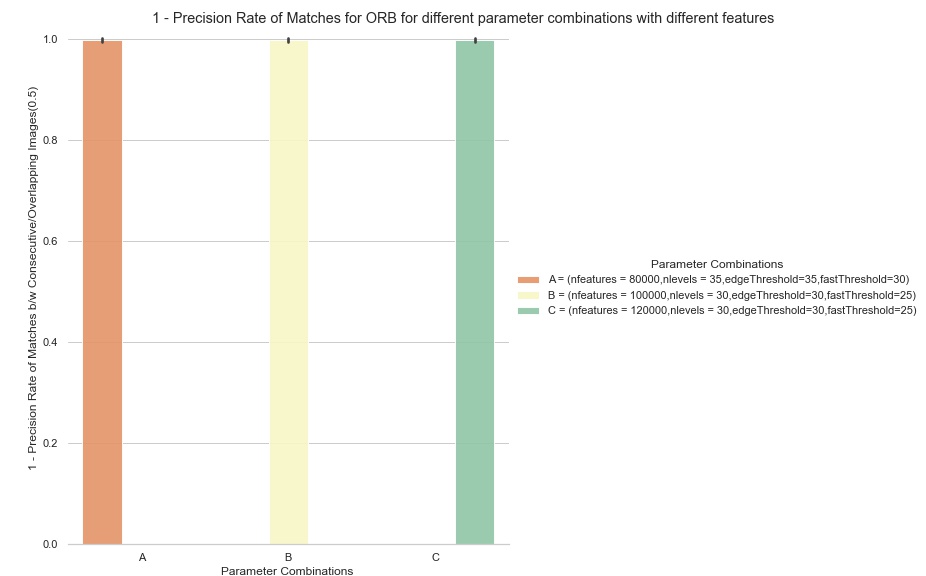 1 - Precision Rate of Matches for ORB for different parameter combinations with different features
1 - Precision Rate of Matches b/w Consecutive/Overlapping Images(0.5)
1.0
0.8
0.6
0.4
0.2
0.0
A
B
C
Parameter Combinations
Parameter Combinations
A = (nfeatures = 80000,nlevels = 35,edgeThreshold=35,fastThreshold=30)
B = (nfeatures = 100000,nlevels = 30,edgeThreshold=30,fastThreshold=25)
C = (nfeatures = 120000,nlevels = 30,edgeThreshold=30,fastThreshold=25)